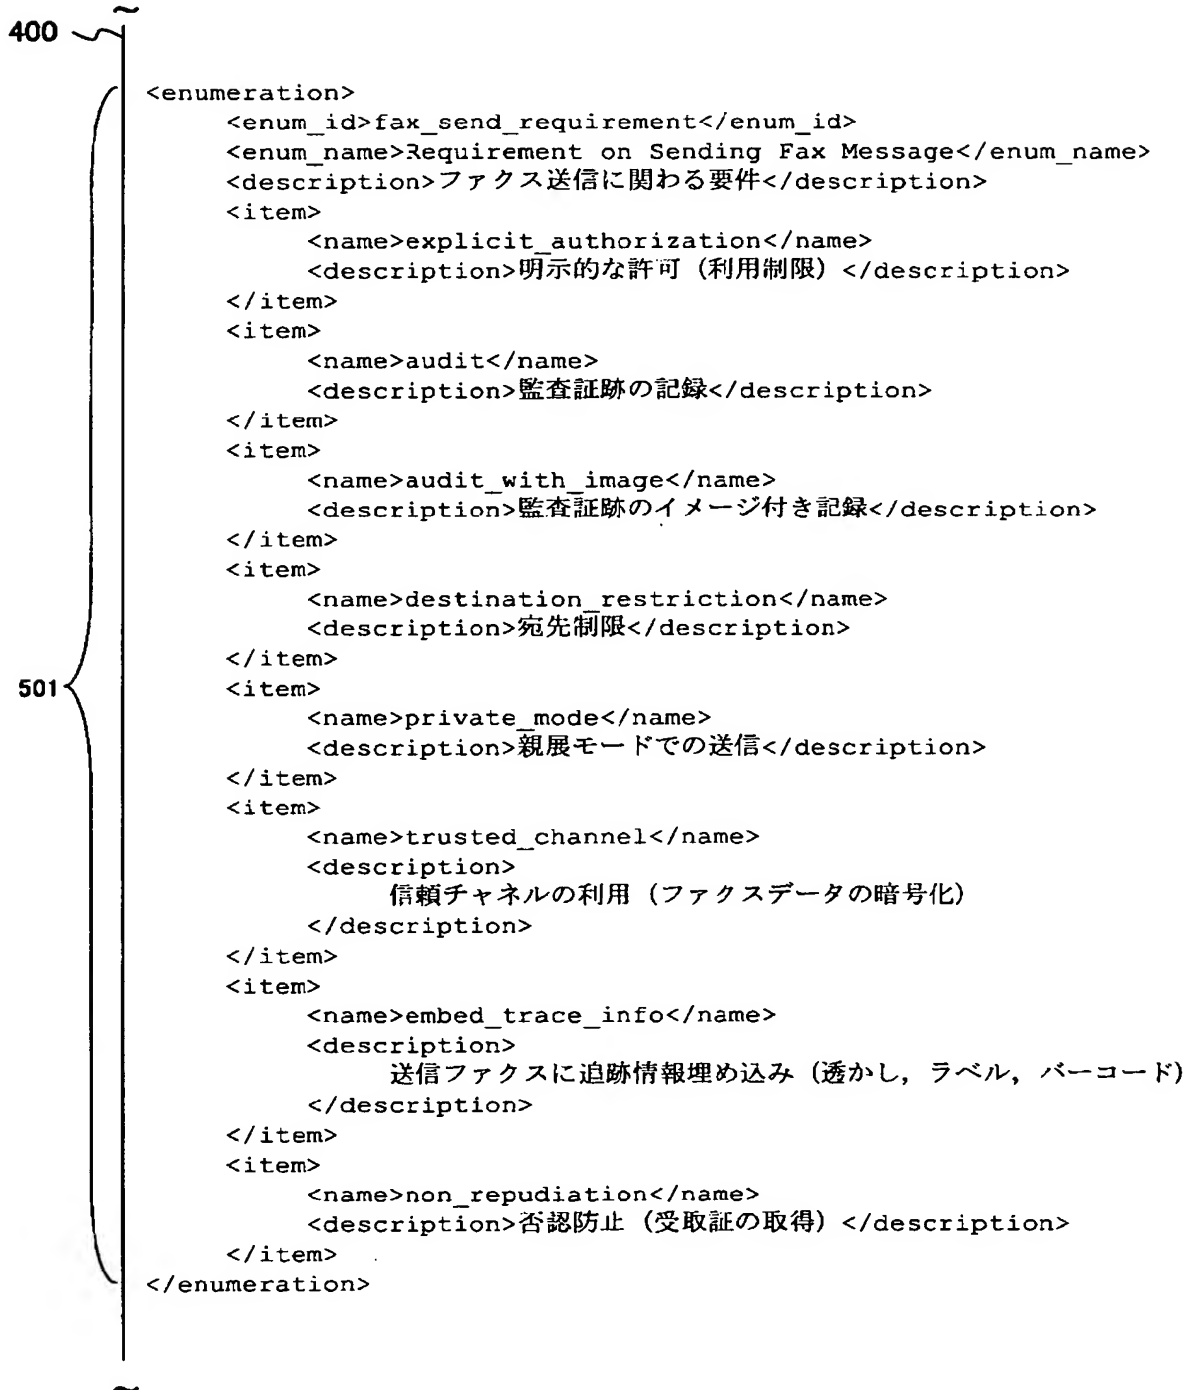 400
<enumeration>
<enum_id>fax_send_requirement</enum_id>
<enum_name>Requirement on Sending Fax Message</enum_name>
<description>ファクス送信に関わる要件</description>
<item>
<name>explicit_authorization</name>
<description>明示的な許可（利用制限）</description>
</item>
<item>
<name>audit</name>
<description>監査証跡の記録</description>
</item>
<item>
<name>audit_with_image</name>
<description>監査証跡のイメージ付き記録</description>
</item>
<item>
<name>destination_restriction</name>
<description>宛先制限</description>
</item>
501
<item>
<name>private_mode</name>
<description>親展モードでの送信</description>
</item>
<item>
<name>trusted_channel</name>
<description>
信頼チャネルの利用（ファクスデータの暗号化）
</description>
</item>
<item>
<name>embed_trace_info</name>
<description>
送信ファクスに追跡情報埋め込み（透かし，ラベル，バーコード）
</description>
</item>
<item>
<name>non_repudiation</name>
<description>否認防止（受取証の取得）</description>
</item>
</enumeration>